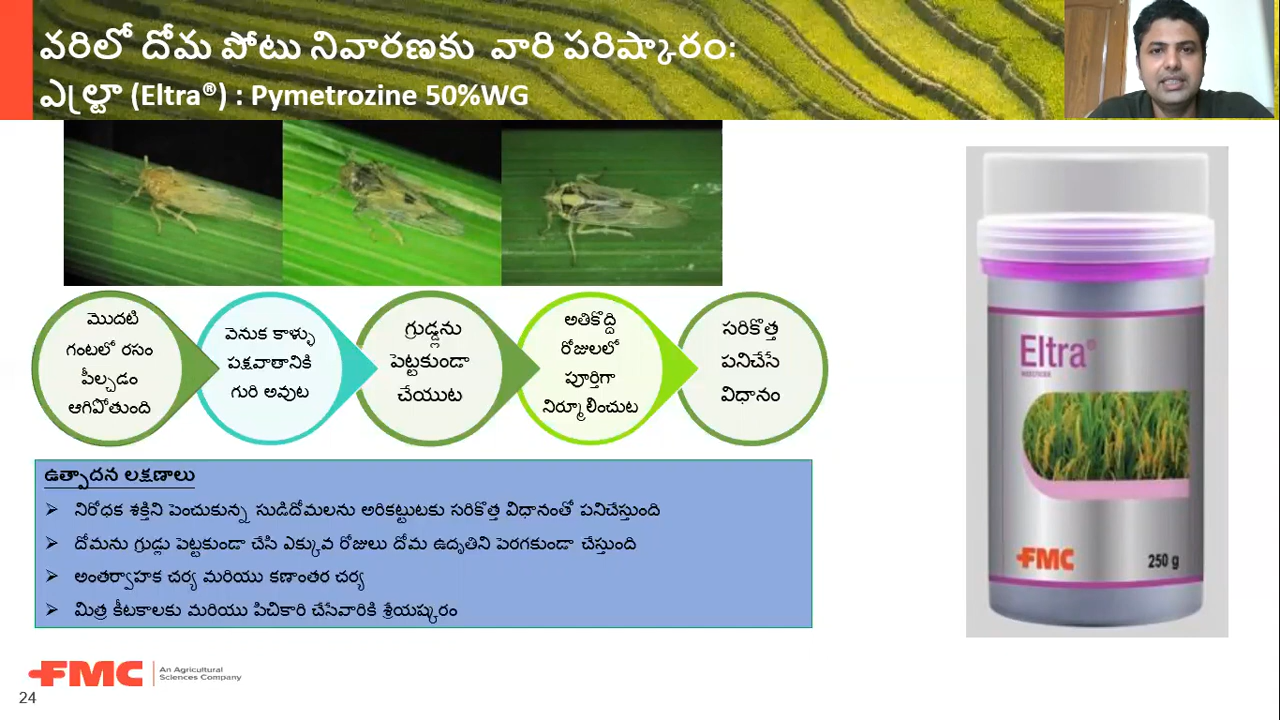 వరిలో దోమ పోటు నివారణకు వారి పరిష్కారం:
ఎల్ట్రా (Eltra®) : Pymetrozine 50%WG
మొదటి
గంటలో రసం
పీల్చడం
ఆగిపోతుంది
వెనుక కాళ్ళు
పక్షవాతానికి
గురి అవుట
గ్రుడ్లను
పెట్టకుండా
చేయుట
అతికొద్ది
రోజులలో
పూర్తిగా
నిర్మూలించుట
సరికొత్త
పనిచేసే
విధానం
ఉత్పాదన లక్షణాలు
➢ నిరోధక శక్తిని పెంచుకున్న సుడిదోమలను అరికట్టుటకు సరికొత్త విధానంతో పనిచేస్తుంది
➢ దోమను గ్రుడ్లు పెట్టకుండా చేసి ఎక్కువ రోజులు దోమ ఉదృతిని పెరగకుండా చేస్తుంది
➢ అంతర్వాహక చర్య మరియు కణాంతర చర్య
➢ మిత్ర కీటకాలకు మరియు పిచికారి చేసేవారికి శ్రేయష్కరం
Eltra®
INSECTICIDE
FMC
250 g
FMC
An Agricultural
Sciences Company
24